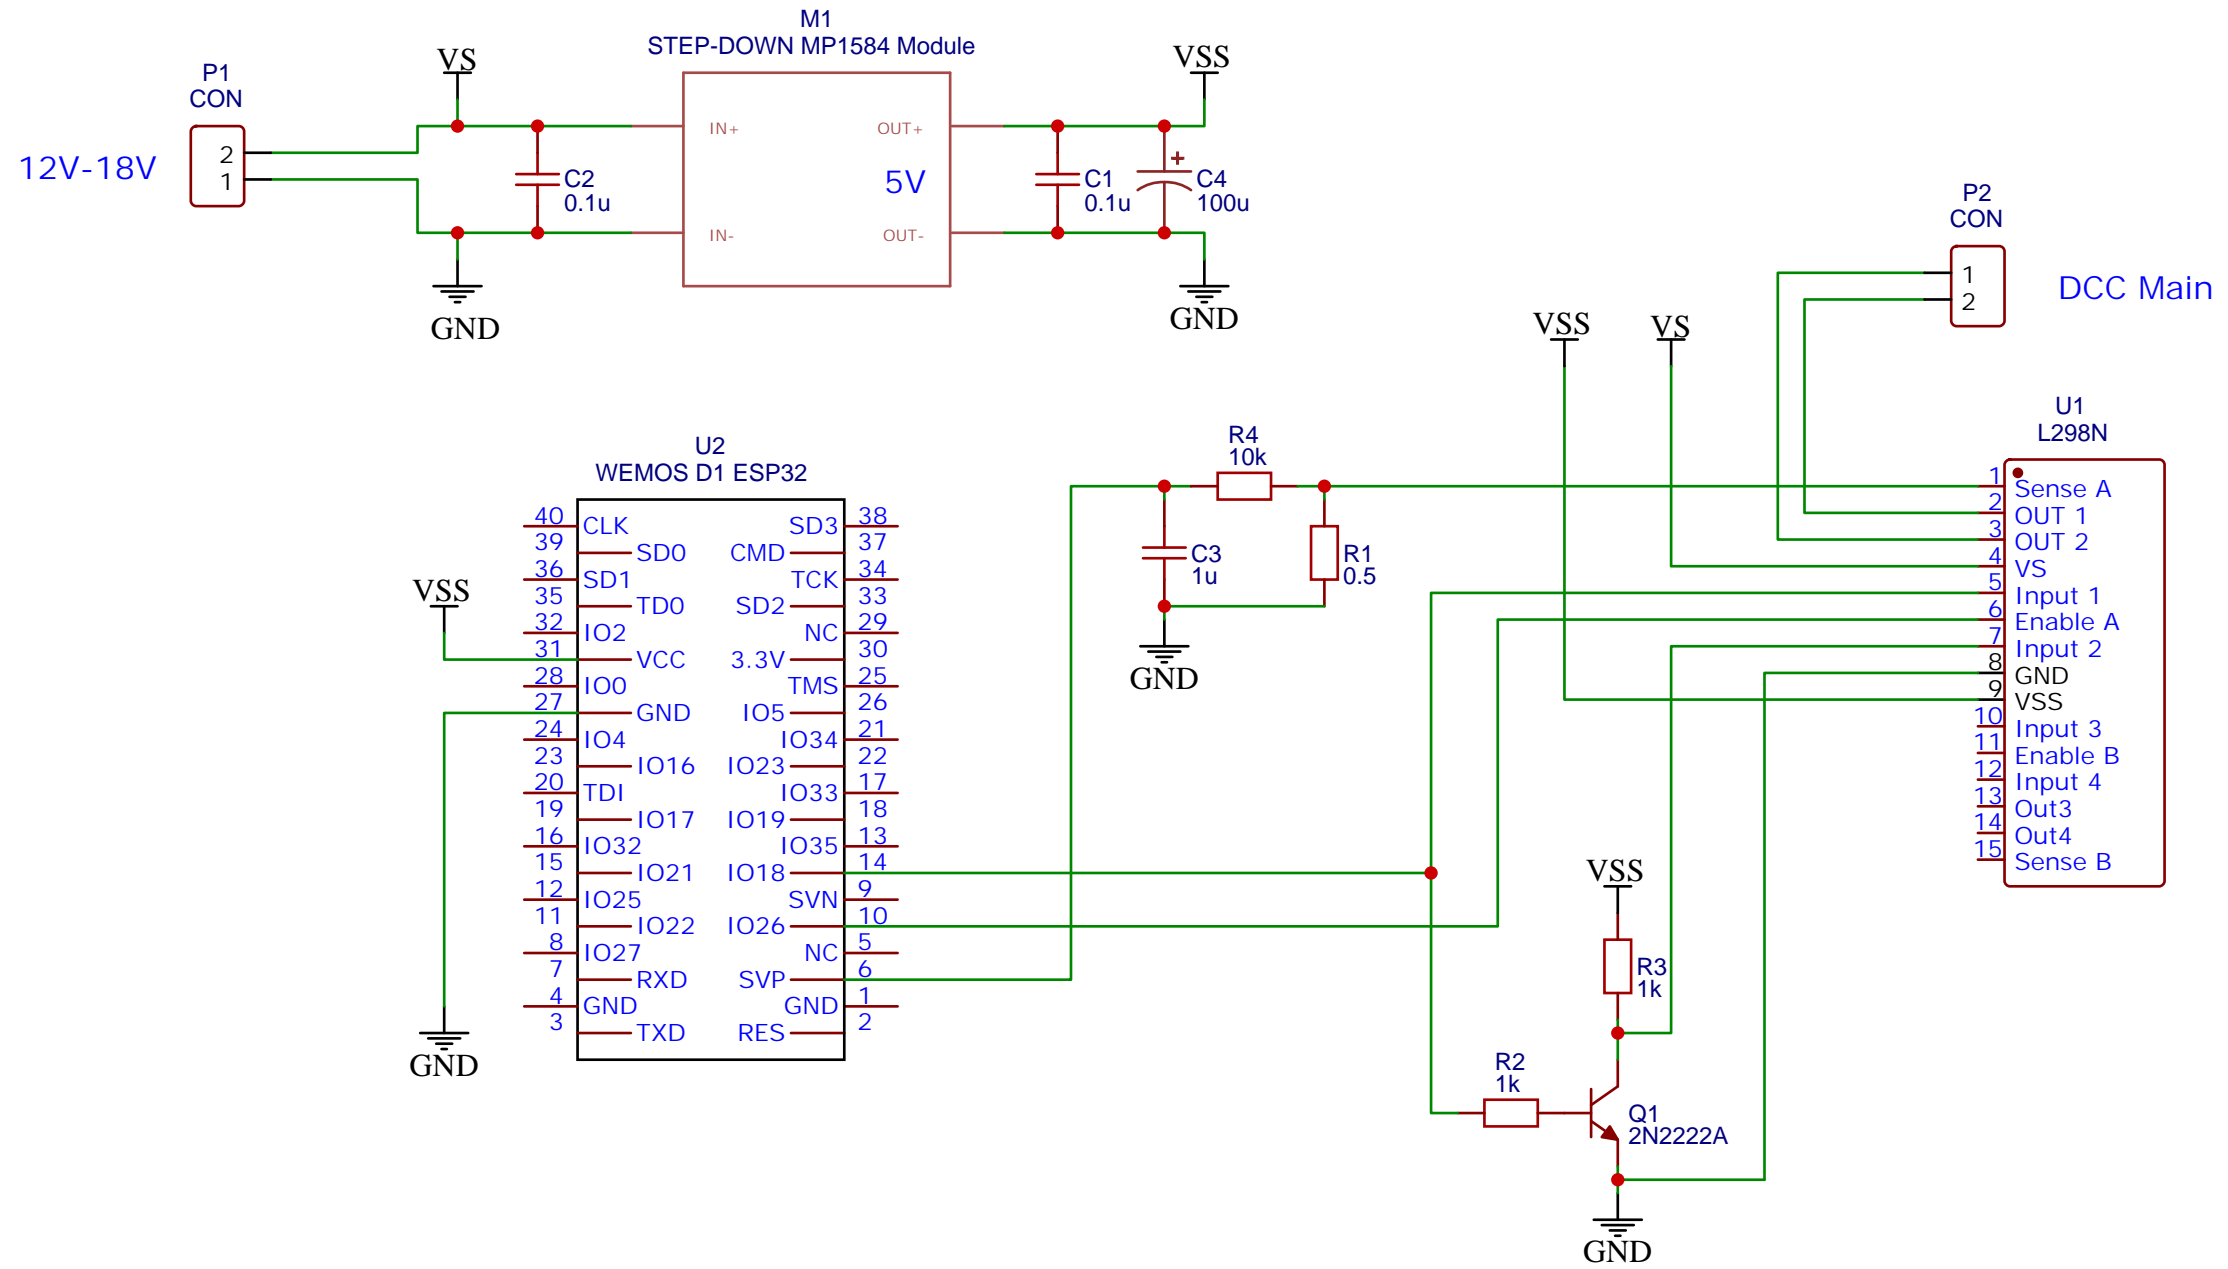 M1
STEP-DOWN MP1584 Module
P1
CON
12V-18V
2
1
VS
IN+
IN-
OUT+
OUT-
5V
C2
0.1u
GND
C1
0.1u
+
C4
100u
VSS
GND
P2
CON
1
2
DCC Main
VSS
VS
U1
L298N
1 Sense A
2 OUT 1
3 OUT 2
4 VS
5 Input 1
6 Enable A
7 Input 2
8 GND
9 VSS
10 Input 3
11 Enable B
12 Input 4
13 Out3
14 Out4
15 Sense B
R4
10k
C3
1u
R1
0.5
GND
U2
WEMOS D1 ESP32
40 CLK SD3 38
39 SD0 CMD 37
36 SD1 TCK 34
35 TD0 SD2 33
32 IO2 NC 29
31 VCC 3.3V 30
28 IO0 TMS 25
27 GND IO5 26
24 IO4 IO34 21
23 IO16 IO23 22
20 TDI IO33 17
19 IO17 IO19 18
16 IO32 IO35 13
15 IO21 IO18 14
12 IO25 SVN 9
11 IO22 IO26 10
8 IO27 NC 5
7 RXD SVP 6
4 GND GND 1
3 TXD RES 2
VSS
GND
VSS
R3
1k
R2
1k
Q1
2N2222A
GND